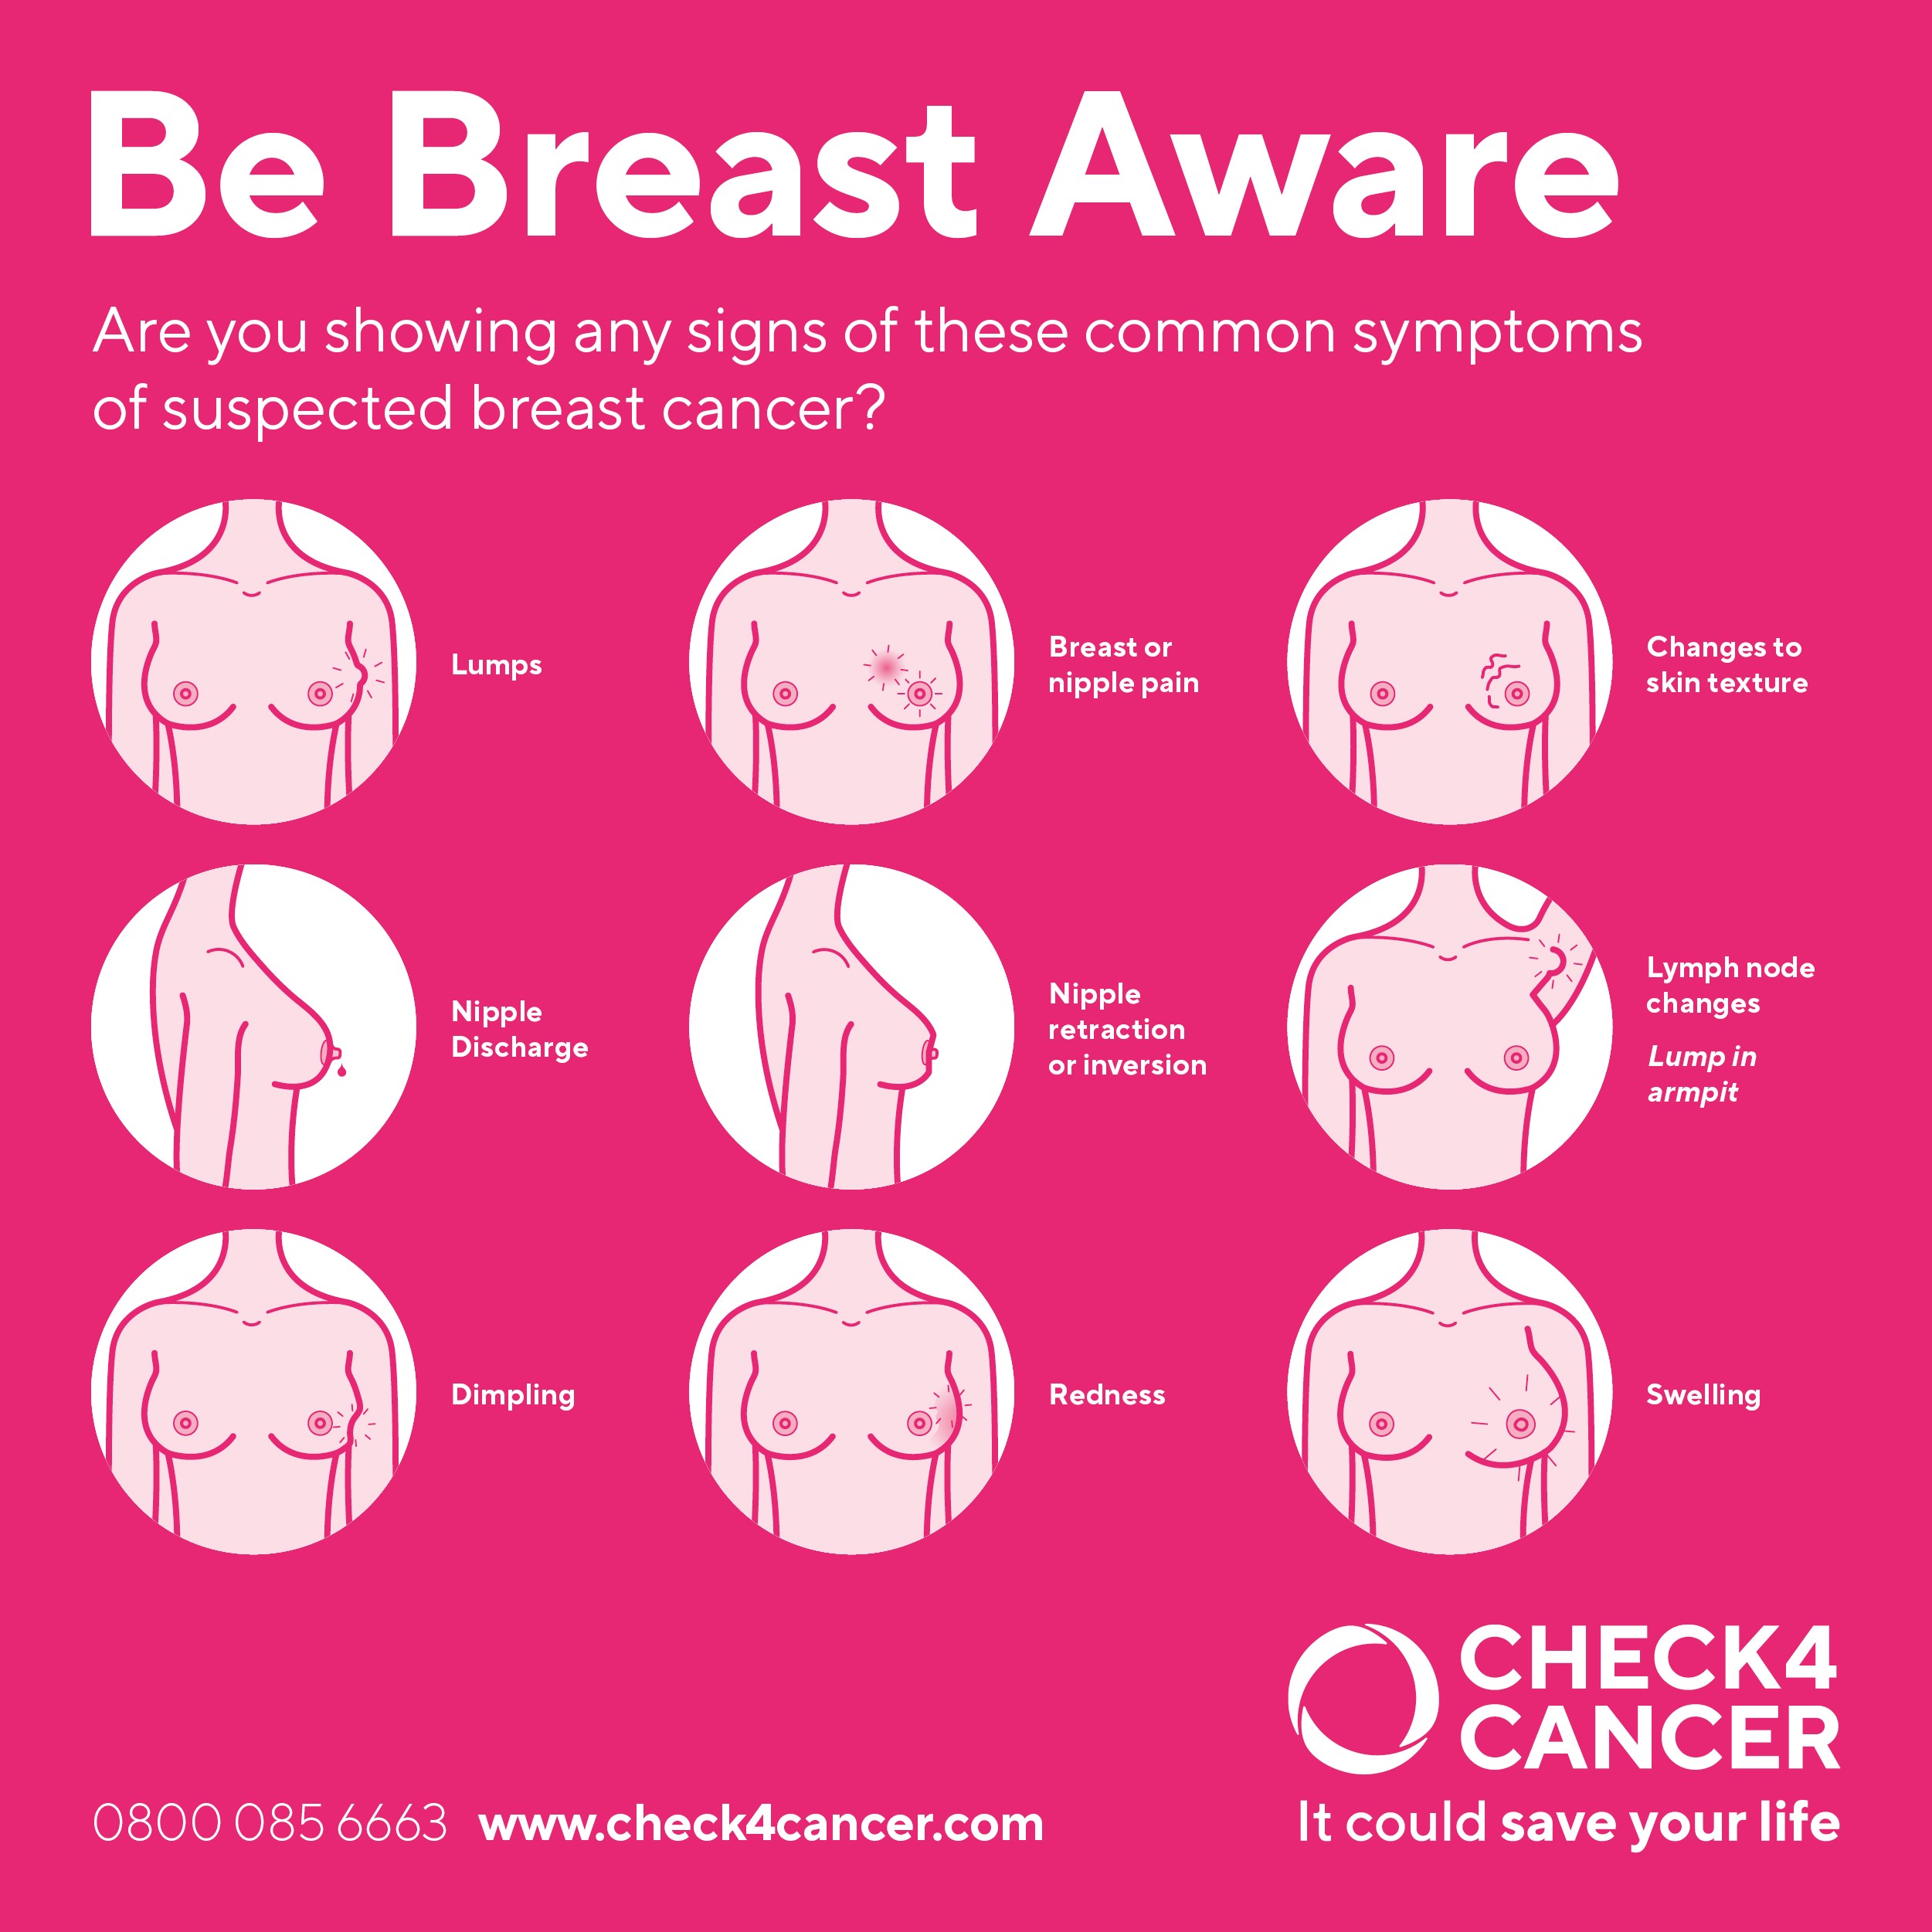 Be Breast Aware
Are you showing any signs of these common symptoms
of suspected breast cancer?
Lumps
Breast or
nipple pain
Changes to
skin texture
Nipple
Discharge
Nipple
retraction
or inversion
Lymph node
changes
Lump in
armpit
Dimpling
Redness
Swelling
CHECK4
CANCER
0800 085 6663 www.check4cancer.com
It could save your life